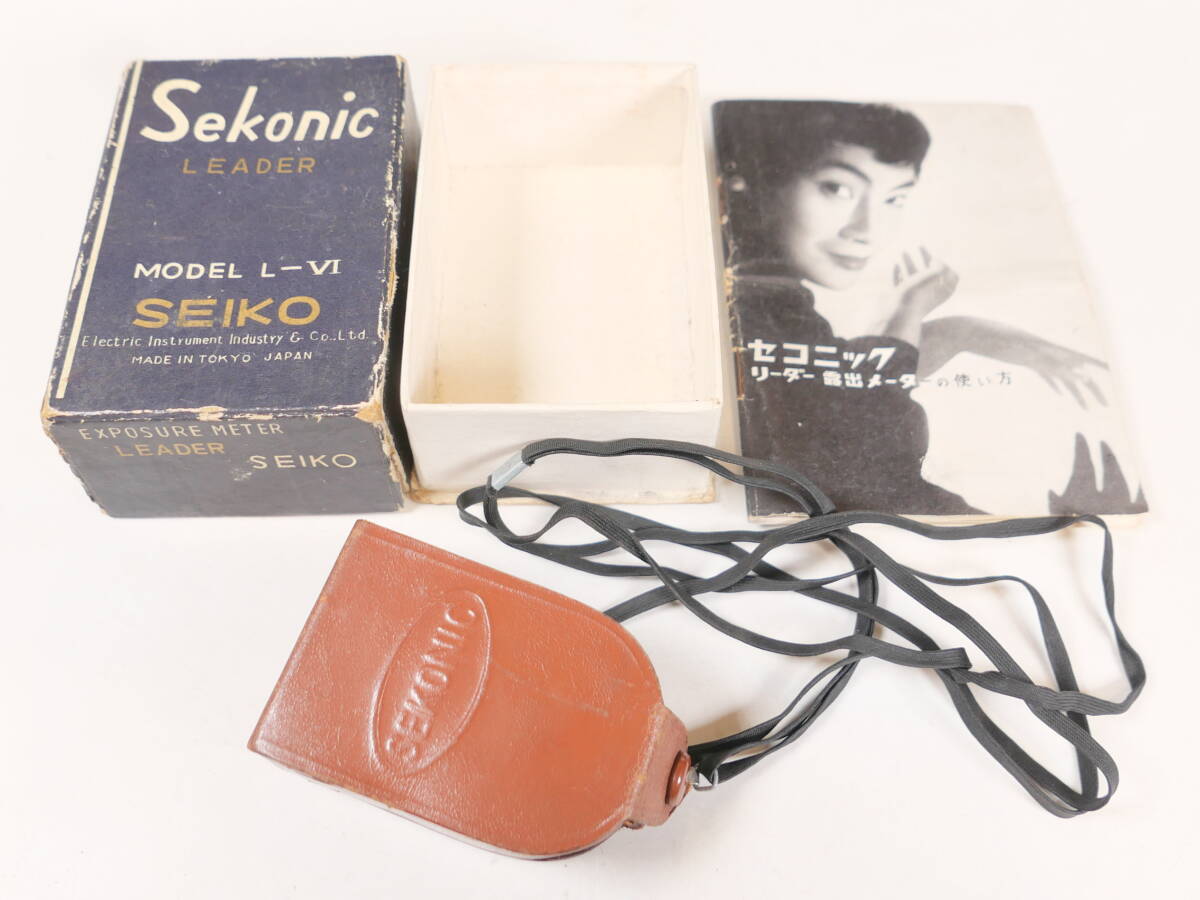 Sekonic
LEADER
MODEL L-VI
SEIKO
Electric Instrument Industry & Co.,Ltd.
MADE IN TOKYO JAPAN
EXPOSURE METER
LEADER SEIKO
セコニック
リーダー露出メーターの使い方
SEKONIC